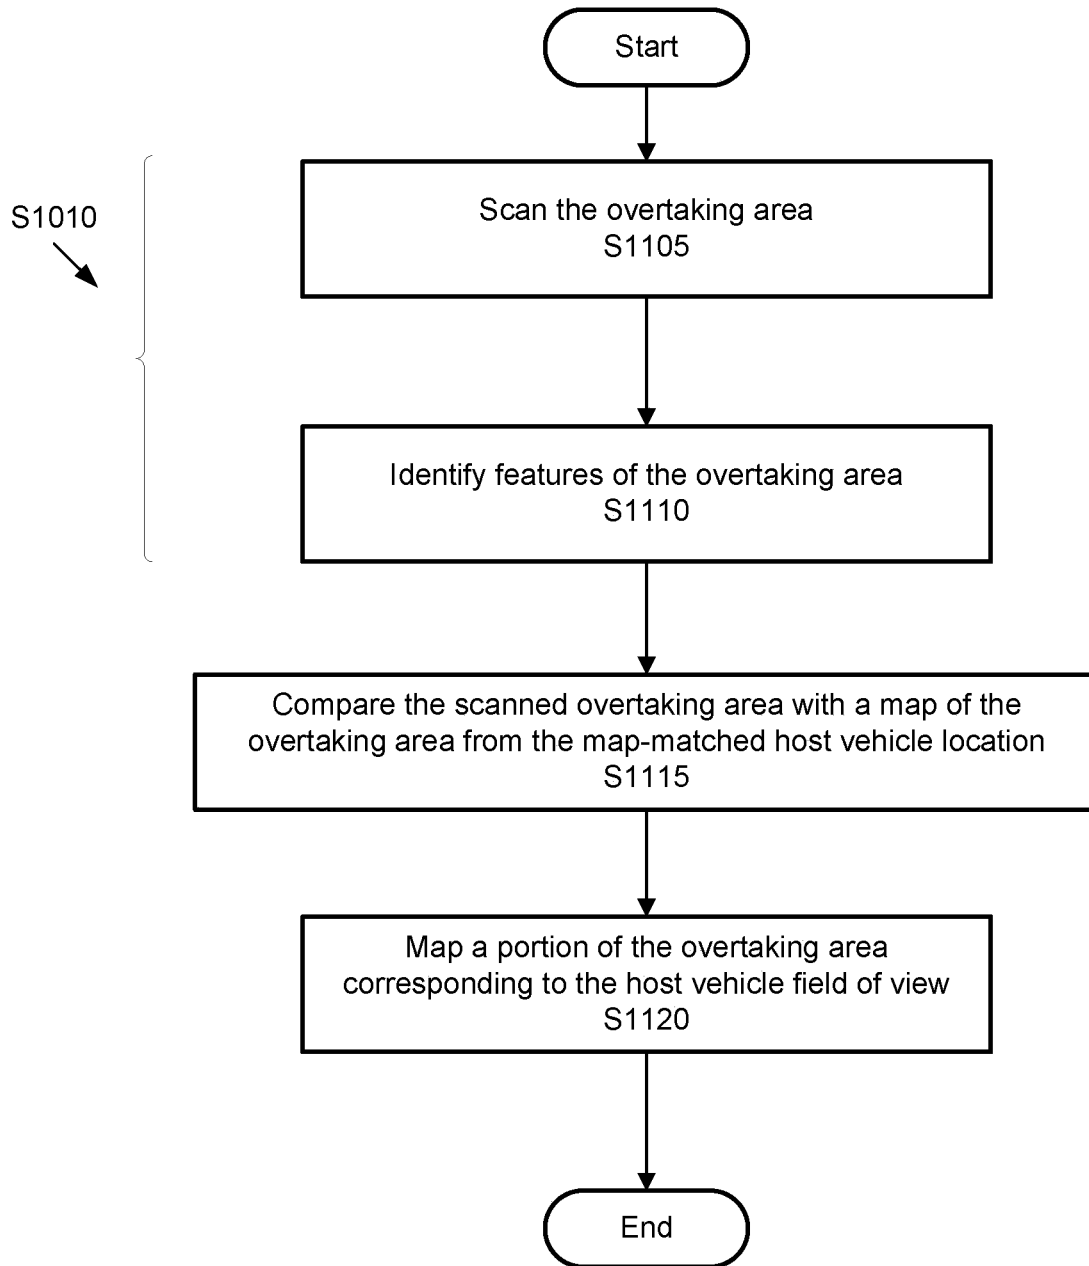 Start
S1010
Scan the overtaking area
S1105
Identify features of the overtaking area
S1110
Compare the scanned overtaking area with a map of the
overtaking area from the map-matched host vehicle location
S1115
Map a portion of the overtaking area
corresponding to the host vehicle field of view
S1120
End